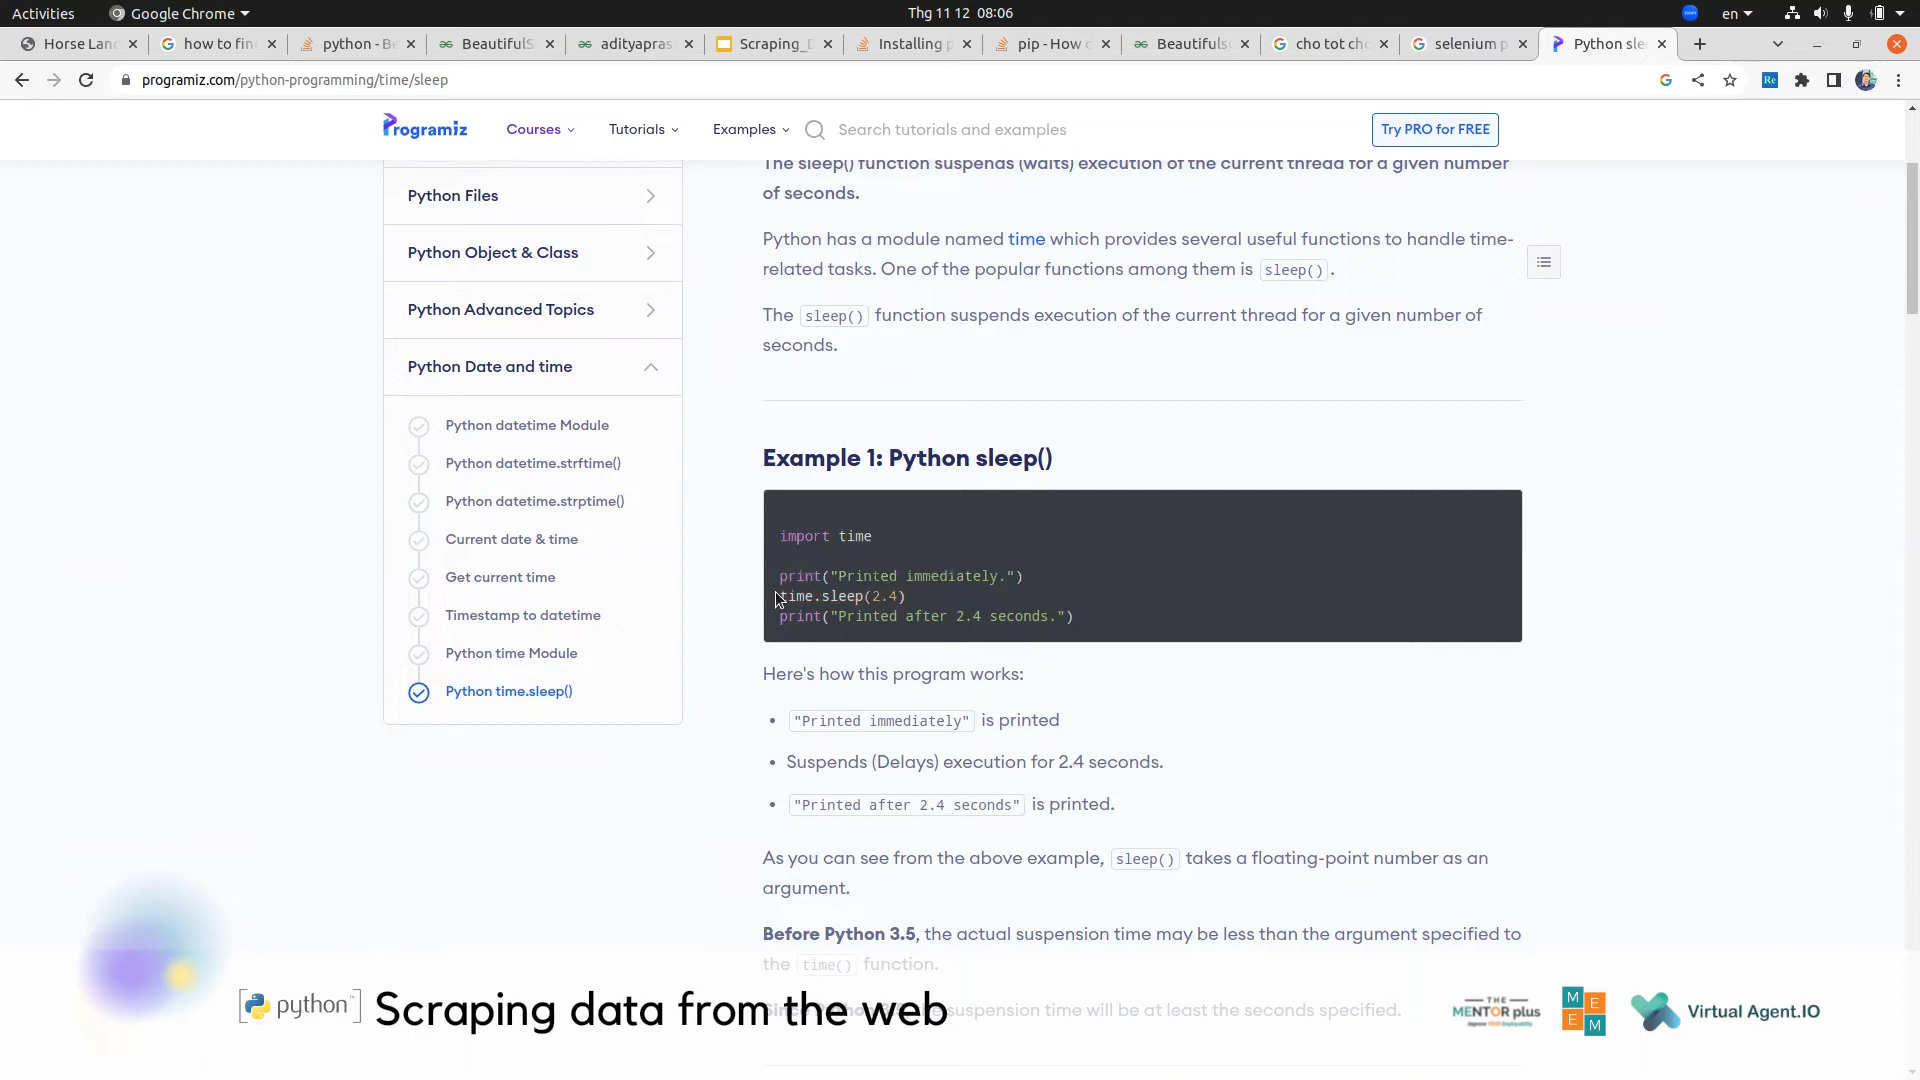 Activities
Google Chrome
Thg 11 12 08:06
en
Horse Lanc
how to fin
python - Be
BeautifulS
adityapras
Scraping_D
Installing p
pip - How c
Beautifulso
cho tot cho
selenium p
Python sle
programiz.com/python-programming/time/sleep
Re
Programiz
Courses
Tutorials
Examples
Search tutorials and examples
Try PRO for FREE
Python Files
Python Object & Class
Python Advanced Topics
Python Date and time
Python datetime Module
Python datetime.strftime()
Python datetime.strptime()
Current date & time
Get current time
Timestamp to datetime
Python time Module
Python time.sleep()
The sleep() function suspends (waits) execution of the current thread for a given number
of seconds.
Python has a module named time which provides several useful functions to handle time-
related tasks. One of the popular functions among them is sleep().
The sleep() function suspends execution of the current thread for a given number of
seconds.
Example 1: Python sleep()
import time
print("Printed immediately.")
time.sleep(2.4)
print("Printed after 2.4 seconds.")
Here's how this program works:
• "Printed immediately" is printed
• Suspends (Delays) execution for 2.4 seconds.
• "Printed after 2.4 seconds" is printed.
As you can see from the above example, sleep() takes a floating-point number as an
argument.
Before Python 3.5, the actual suspension time may be less than the argument specified to
the time() function.
suspension time will be at least the seconds specified.
python Scraping data from the web
THE
MENTOR plus
Improve YOUR Employability
M E
E M
Virtual Agent.IO